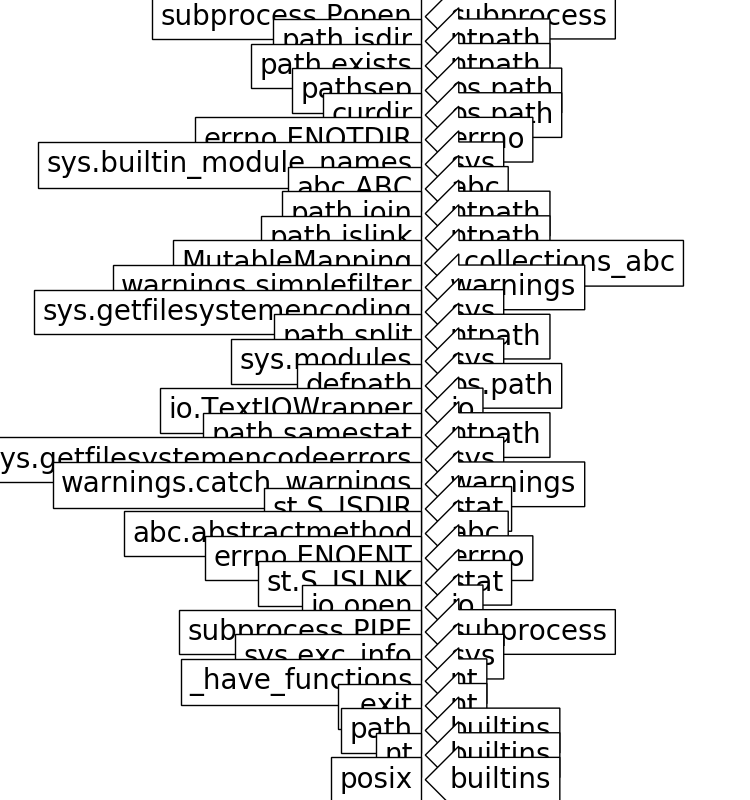 subprocess.Popen subprocess
path.isdir ntpath
path.exists ntpath
pathsep os.path
curdir os.path
errno.ENOTDIR errno
sys.builtin_module_names sys
abc.ABC abc
path.join ntpath
path.islink ntpath
MutableMapping _collections_abc
warnings.simplefilter warnings
sys.getfilesystemencoding sys
path.split ntpath
sys.modules sys
defpath os.path
io.TextIOWrapper io
path.samestat ntpath
ys.getfilesystemencodeerrors sys
warnings.catch_warnings warnings
st.S_ISDIR stat
abc.abstractmethod abc
errno.ENOENT errno
st.S_ISLNK stat
io.open io
subprocess.PIPE subprocess
sys.exc_info sys
_have_functions nt
_exit nt
path builtins
nt builtins
posix builtins